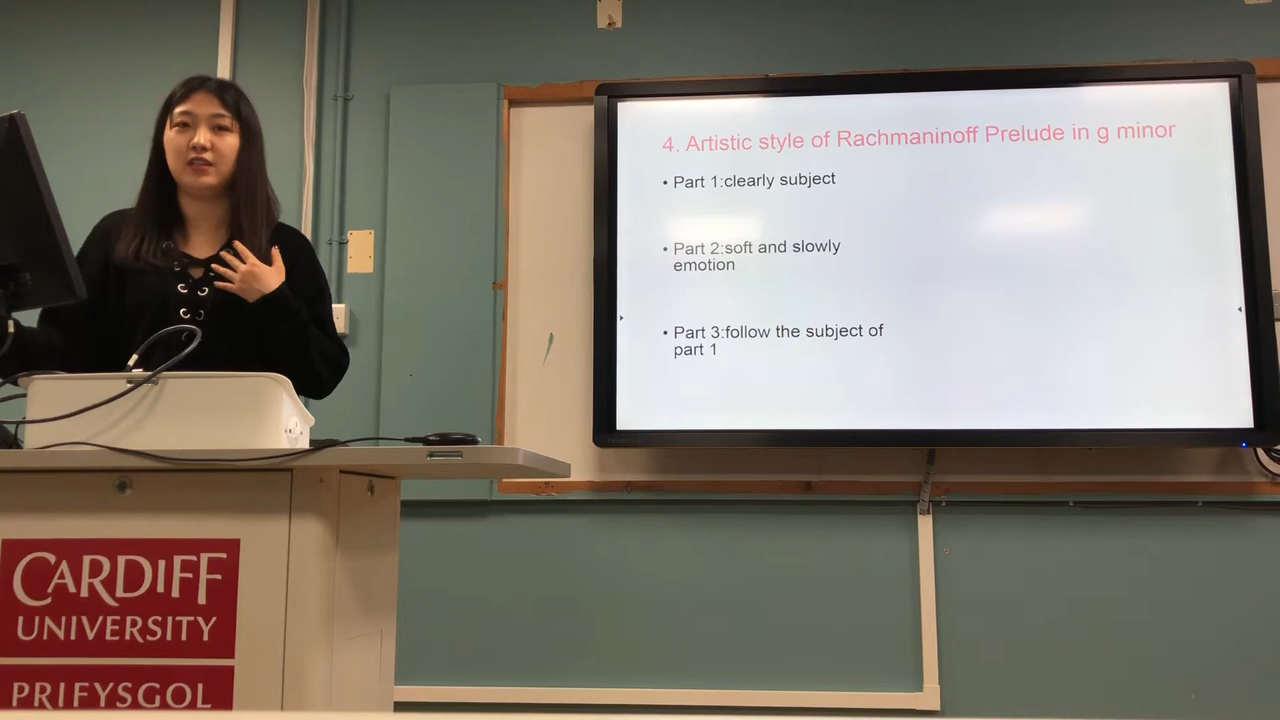 4. Artistic style of Rachmaninoff Prelude in g minor
• Part 1:clearly subject
• Part 2:soft and slowly
emotion
• Part 3:follow the subject of
part 1
CARDIFF
UNIVERSITY
PRIFYSGOL